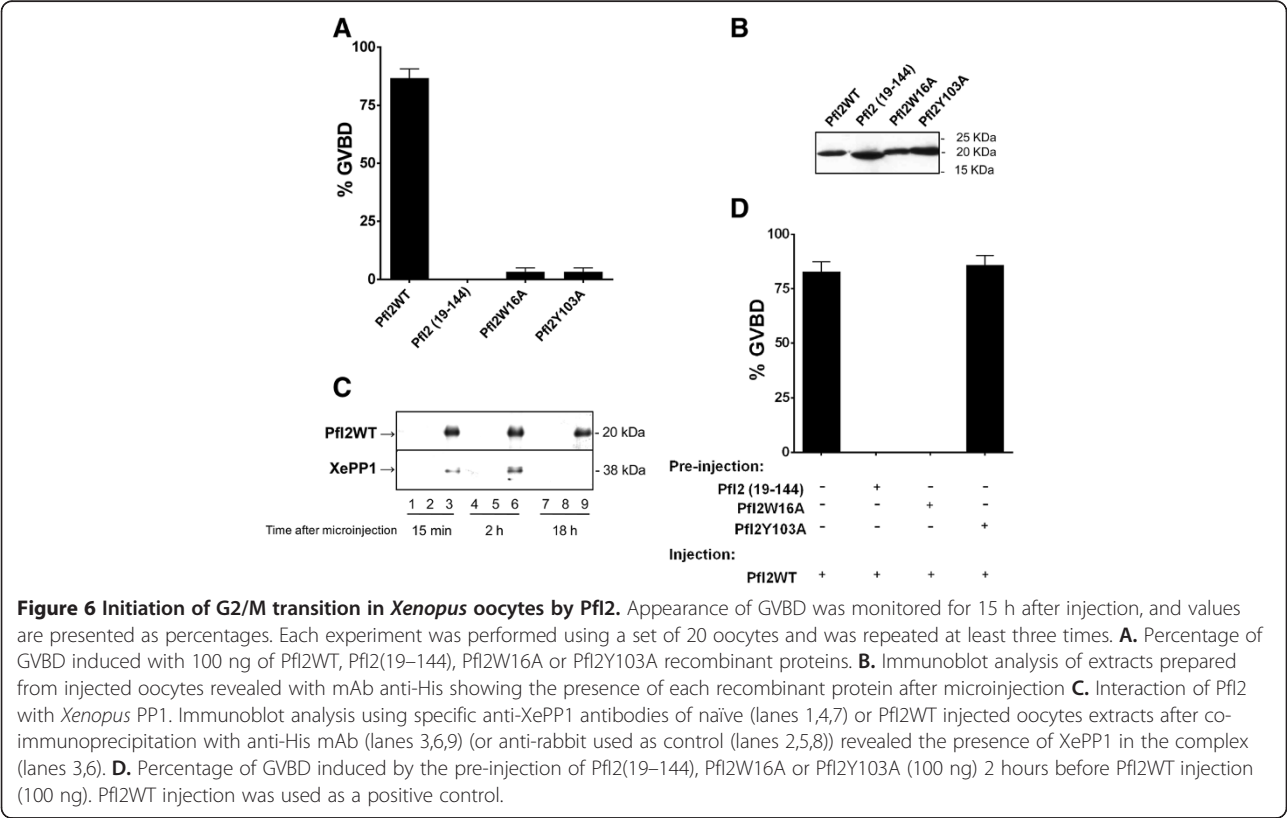 A
100
75
50
25
0
% GVBD
PfI2WT
PfI2 (19-144)
PfI2W16A
PfI2Y103A
B
PfI2WT
PfI2 (19-144)
PfI2W16A
PfI2Y103A
25 KDa
- 20 KDa
15 KDa
C
PfI2WT → - 20 kDa
XePP1 → - 38 kDa
1 2 3 4 5 6 7 8 9
Time after microinjection 15 min 2 h 18 h
D
100
75
50
25
0
% GVBD
Pre-injection:
PfI2 (19-144) - + - -
PfI2W16A - - + -
PfI2Y103A - - - +
Injection:
PfI2WT + + + +
Figure 6 Initiation of G2/M transition in Xenopus oocytes by PfI2. Appearance of GVBD was monitored for 15 h after injection, and values
are presented as percentages. Each experiment was performed using a set of 20 oocytes and was repeated at least three times. A. Percentage of
GVBD induced with 100 ng of PfI2WT, PfI2(19–144), PfI2W16A or PfI2Y103A recombinant proteins. B. Immunoblot analysis of extracts prepared
from injected oocytes revealed with mAb anti-His showing the presence of each recombinant protein after microinjection C. Interaction of PfI2
with Xenopus PP1. Immunoblot analysis using specific anti-XePP1 antibodies of naïve (lanes 1,4,7) or PfI2WT injected oocytes extracts after co-
immunoprecipitation with anti-His mAb (lanes 3,6,9) (or anti-rabbit used as control (lanes 2,5,8)) revealed the presence of XePP1 in the complex
(lanes 3,6). D. Percentage of GVBD induced by the pre-injection of PfI2(19–144), PfI2W16A or PfI2Y103A (100 ng) 2 hours before PfI2WT injection
(100 ng). PfI2WT injection was used as a positive control.